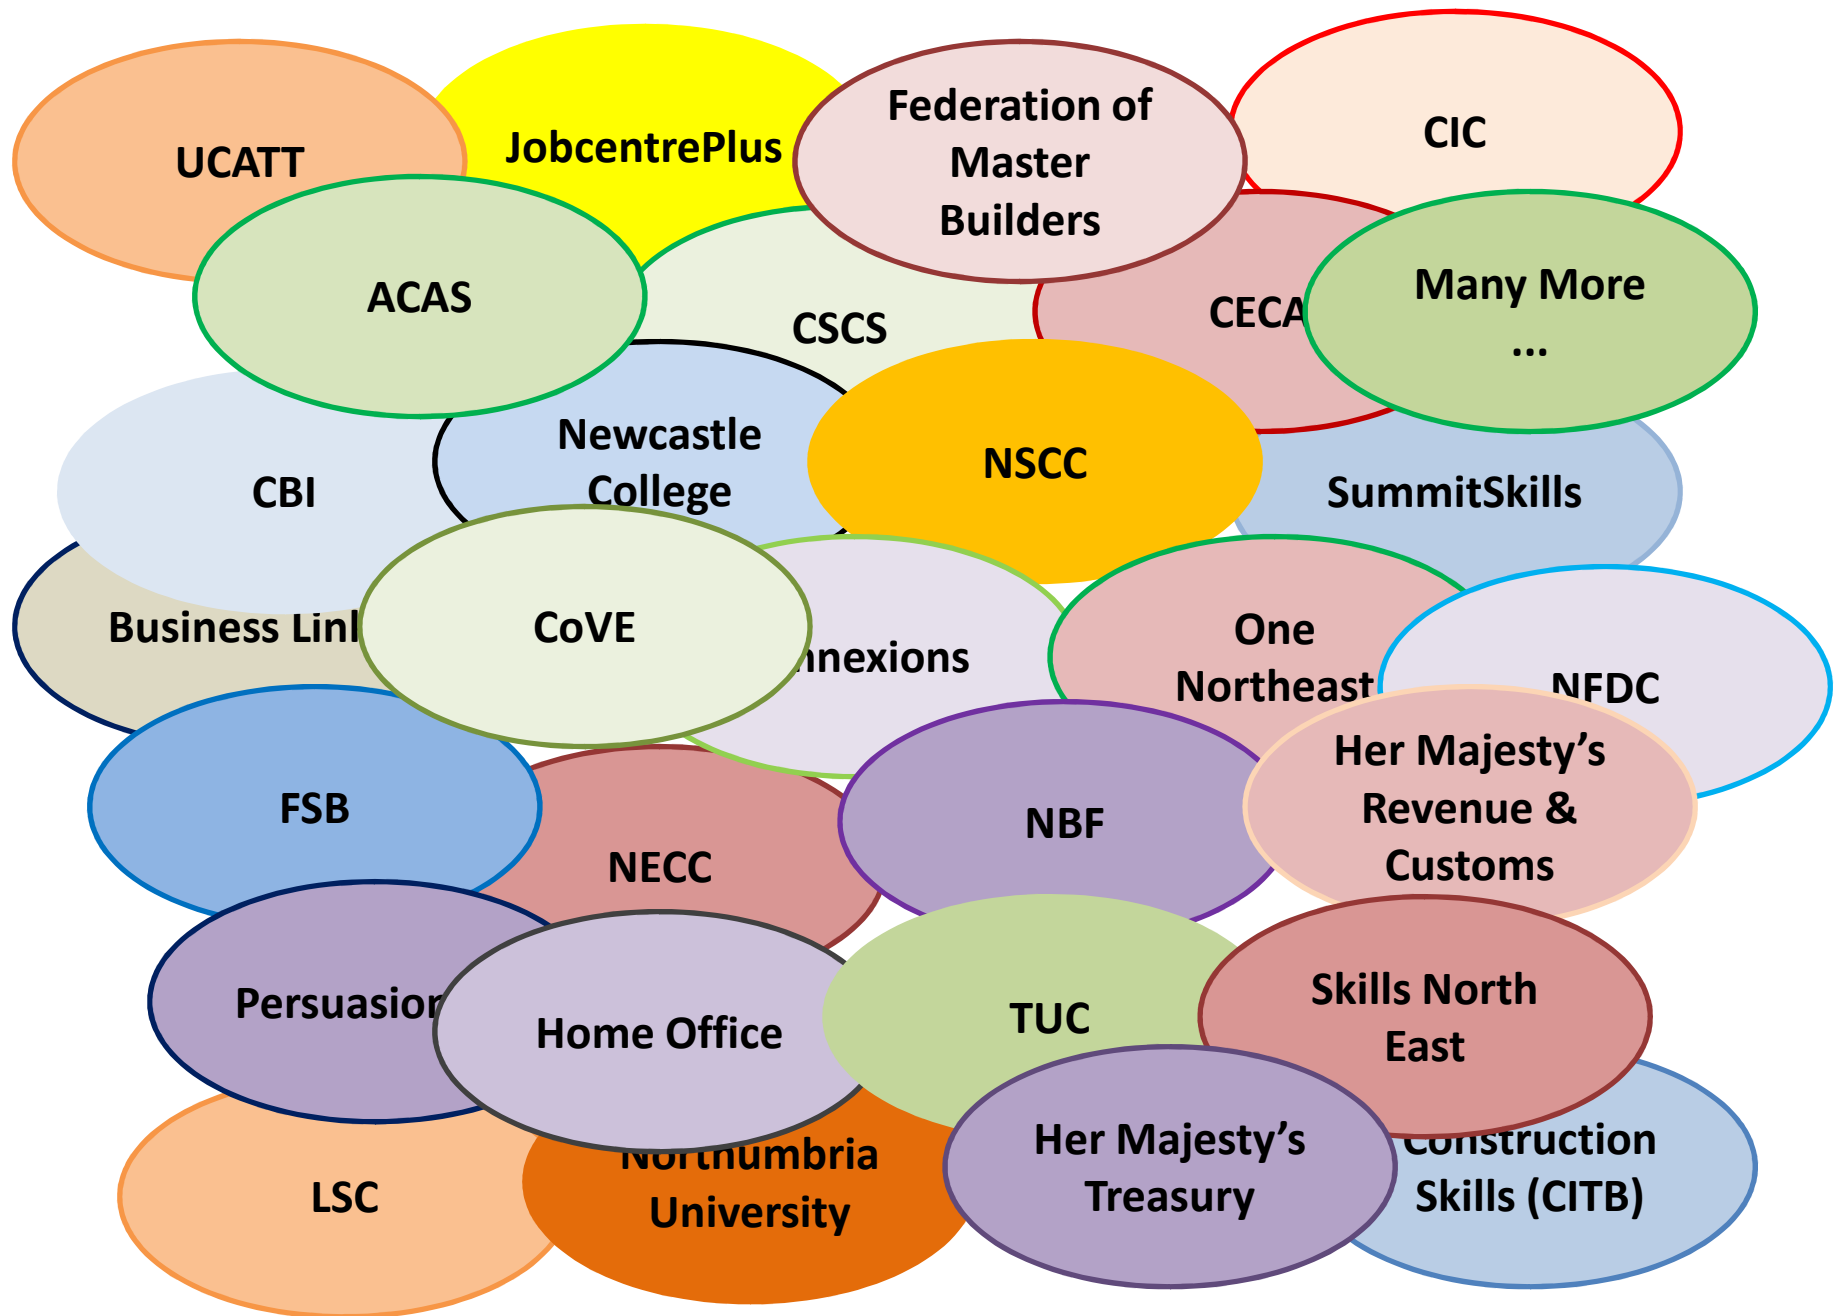 UCATT
JobcentrePlus
Federation of
Master
Builders
CIC
ACAS
CSCS
CECA
Many More
...
CBI
Newcastle
College
NSCC
SummitSkills
Business Link
CoVE
nnexions
One
Northeast
NFDC
FSB
NECC
NBF
Her Majesty’s
Revenue &
Customs
Persuasion
Home Office
TUC
Skills North
East
LSC
Northumbria
University
Her Majesty’s
Treasury
Construction
Skills (CITB)